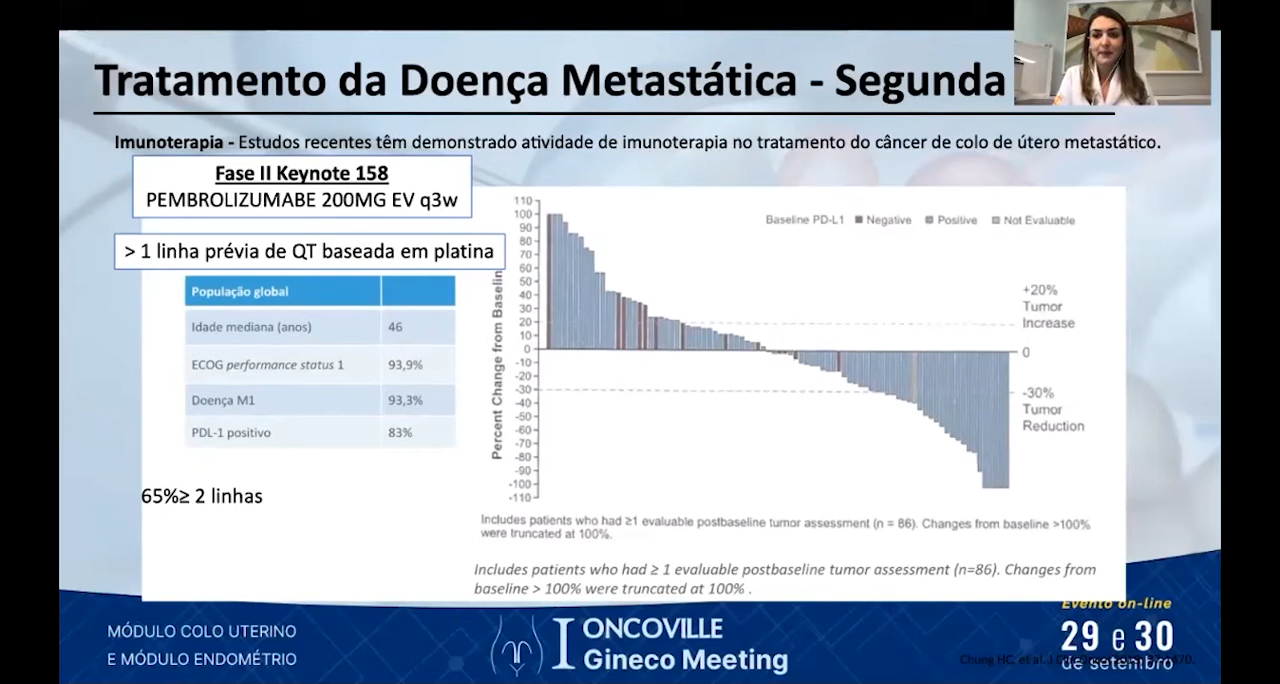 Tratamento da Doença Metastática - Segunda
Imunoterapia - Estudos recentes têm demonstrado atividade de imunoterapia no tratamento do câncer de colo de útero metastático.
Fase II Keynote 158
PEMBROLIZUMABE 200MG EV q3w
> 1 linha prévia de QT baseada em platina
População global
Idade mediana (anos) 46
ECOG performance status 1 93,9%
Doença M1 93,3%
PDL-1 positivo 83%
65%≥ 2 linhas
Baseline PD-L1 Negative Positive Not Evaluable
Percent Change from Baselin
110
100
90
80
70
60
50
40
30
20
10
0
-10
-20
-30
-40
-50
-60
-70
-80
-90
-100
-110
+20%
Tumor
Increase
0
-30%
Tumor
Reduction
Includes patients who had ≥1 evaluable postbaseline tumor assessment (n = 86). Changes from baseline >100%
were truncated at 100%.
Includes patients who had ≥ 1 evaluable postbaseline tumor assessment (n=86). Changes from
baseline > 100% were truncated at 100% .
MÓDULO COLO UTERINO
E MÓDULO ENDOMÉTRIO
I ONCOVILLE
Gineco Meeting
Evento on-line
29 e 30
de setembro
Chung HC, et al. J